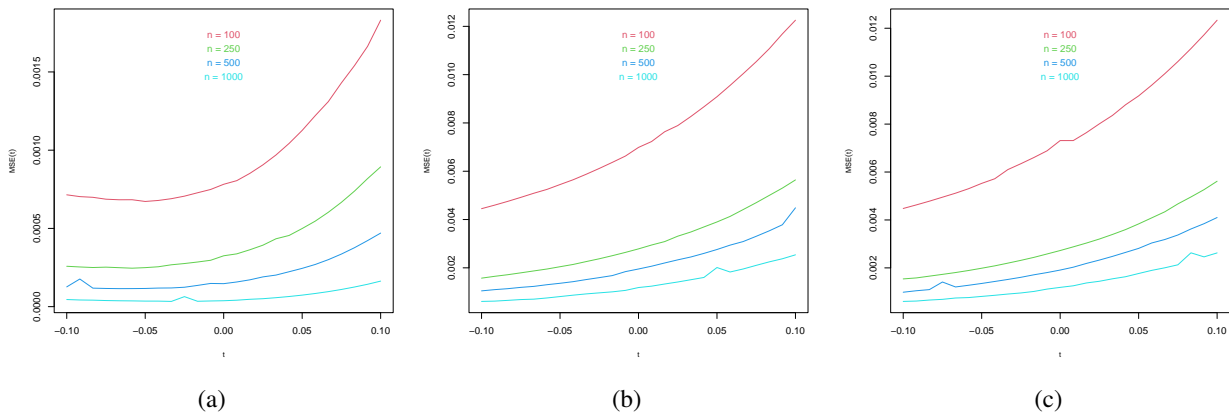 n = 100
n = 250
n = 500
n = 1000
MSE(t)
0.0000
0.0005
0.0010
0.0015
−0.10
−0.05
0.00
0.05
0.10
t
(a)
n = 100
n = 250
n = 500
n = 1000
MSE(t)
0.002
0.004
0.006
0.008
0.010
0.012
−0.10
−0.05
0.00
0.05
0.10
t
(b)
n = 100
n = 250
n = 500
n = 1000
MSE(t)
0.002
0.004
0.006
0.008
0.010
0.012
−0.10
−0.05
0.00
0.05
0.10
t
(c)